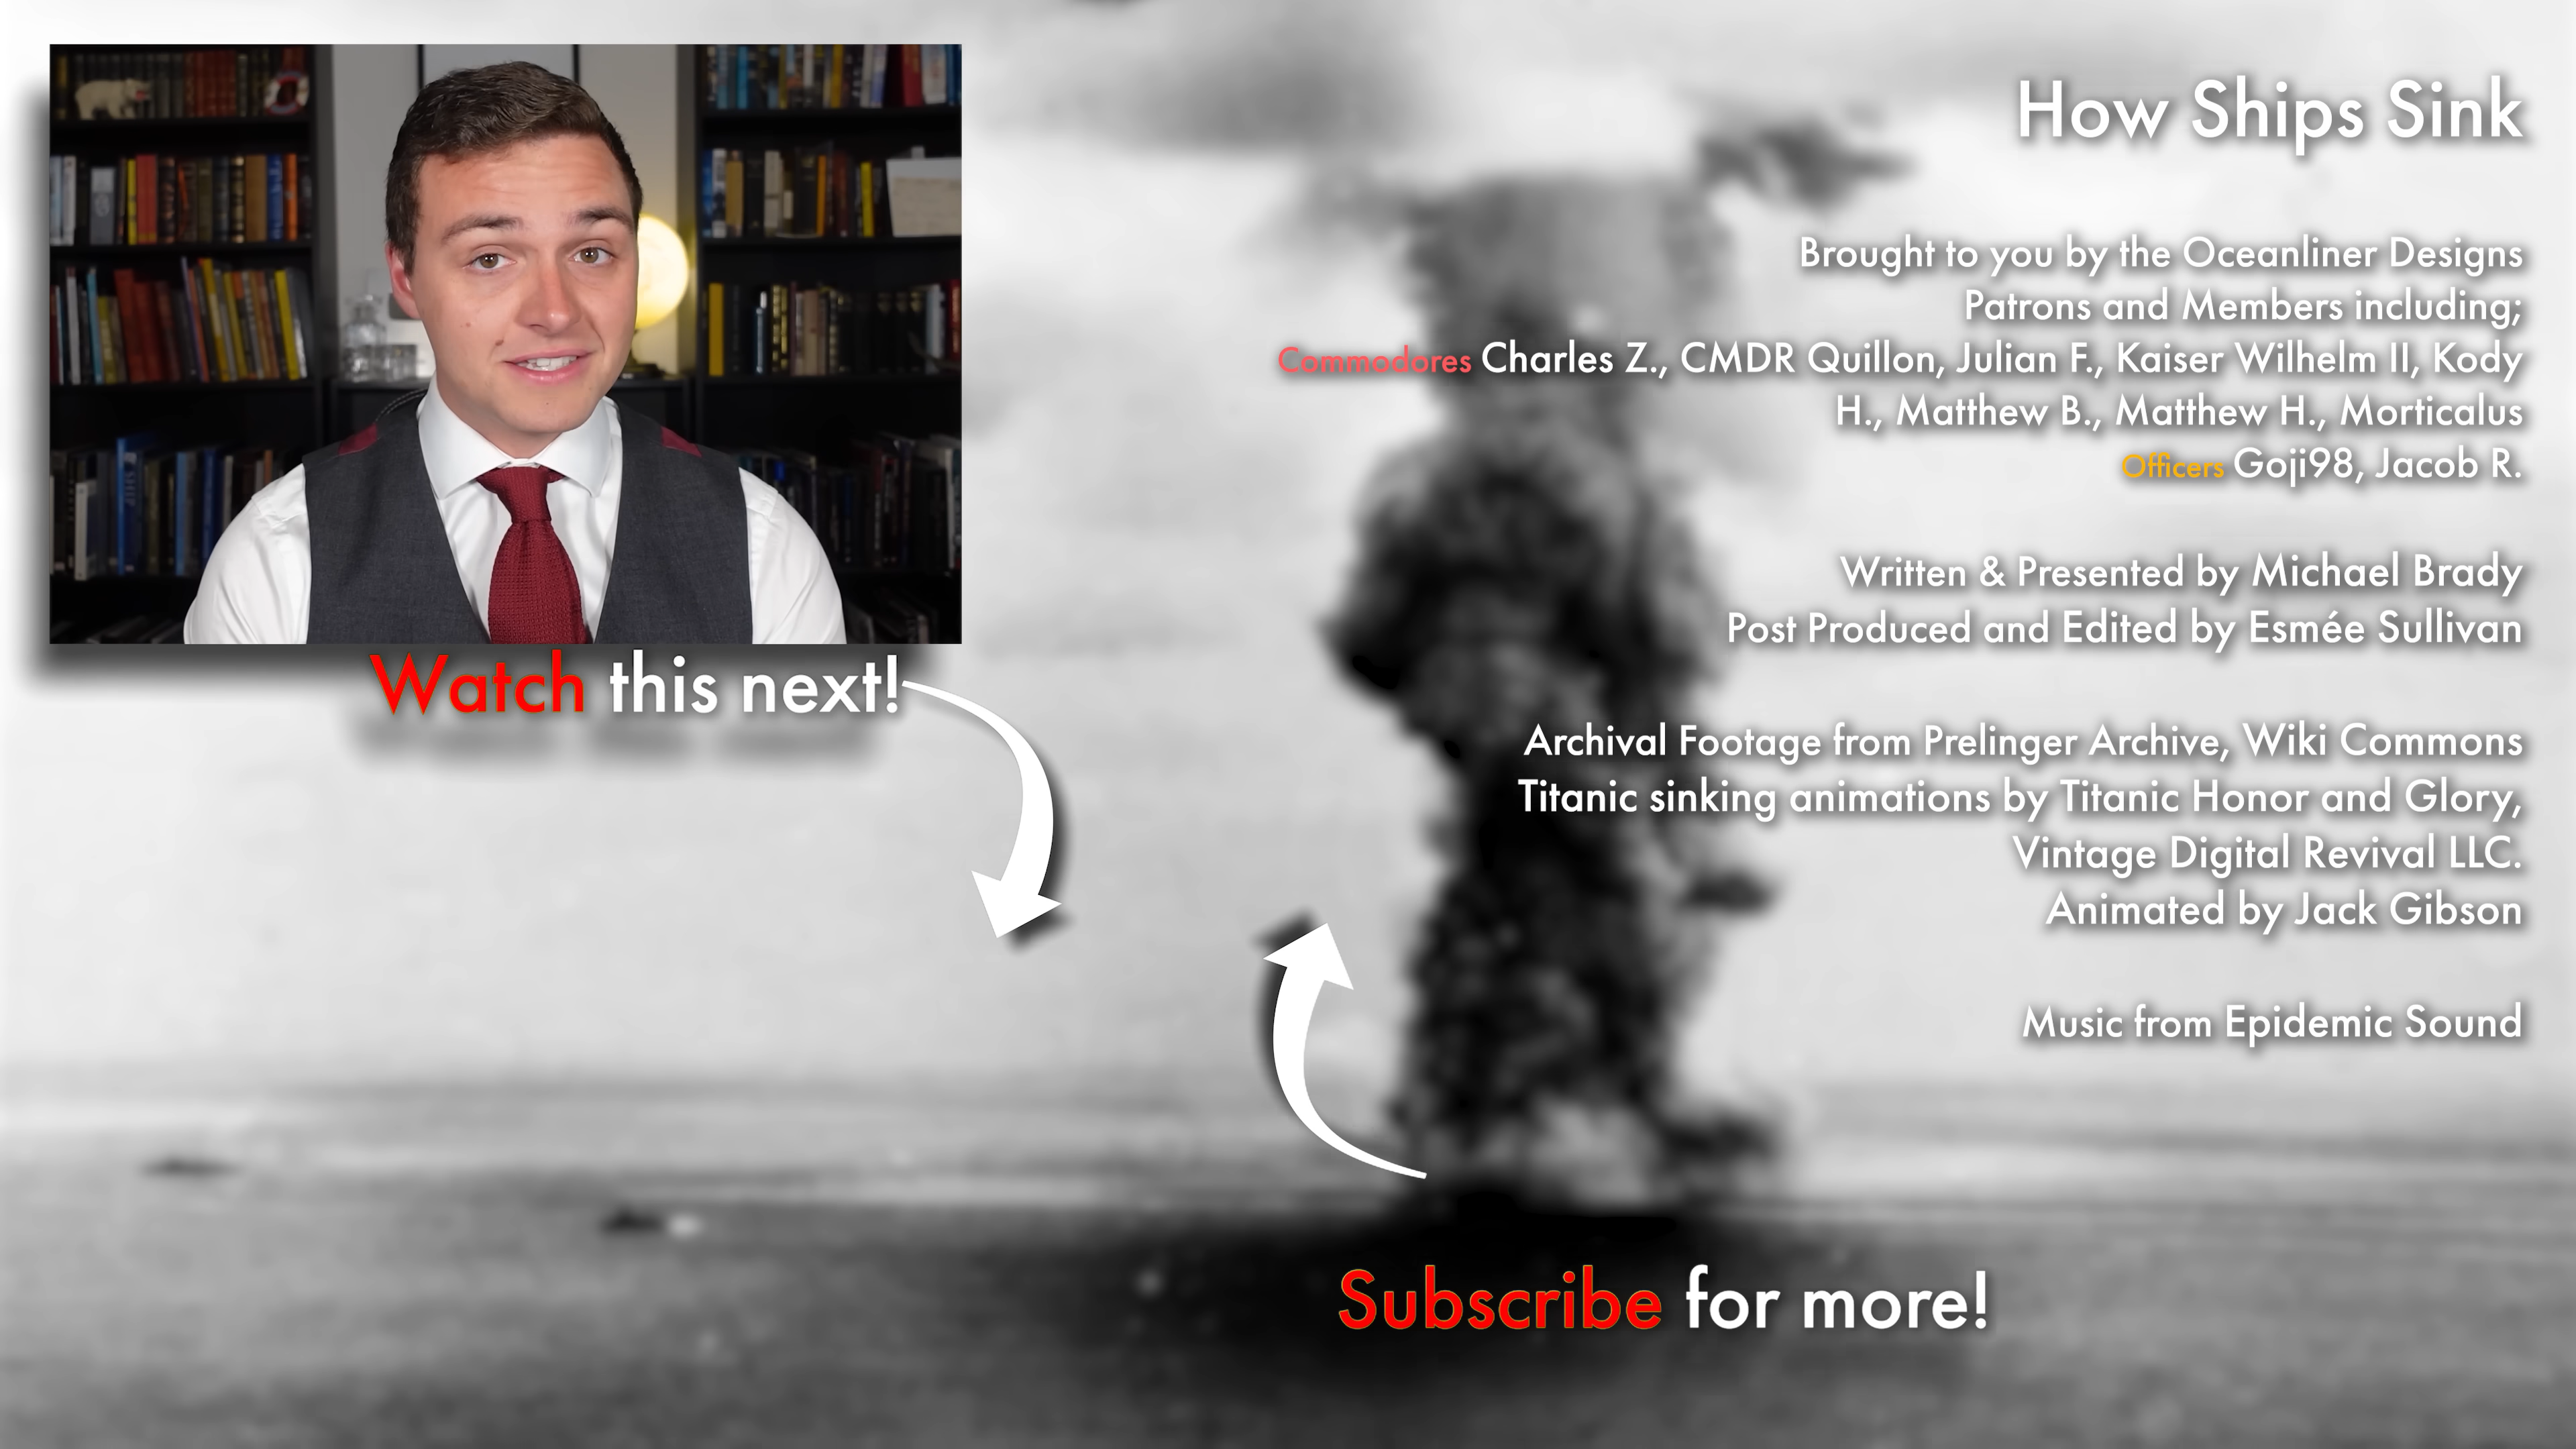 How Ships Sink
Brought to you by the Oceanliner Designs
Patrons and Members including;
Commodores Charles Z., CMDR Quillon, Julian F., Kaiser Wilhelm II, Kody
H., Matthew B., Matthew H., Morticalus
Officers Goji98, Jacob R.
Written & Presented by Michael Brady
Post Produced and Edited by Esmée Sullivan
Watch this next!
Archival Footage from Prelinger Archive, Wiki Commons
Titanic sinking animations by Titanic Honor and Glory,
Vintage Digital Revival LLC.
Animated by Jack Gibson
Music from Epidemic Sound
Subscribe for more!